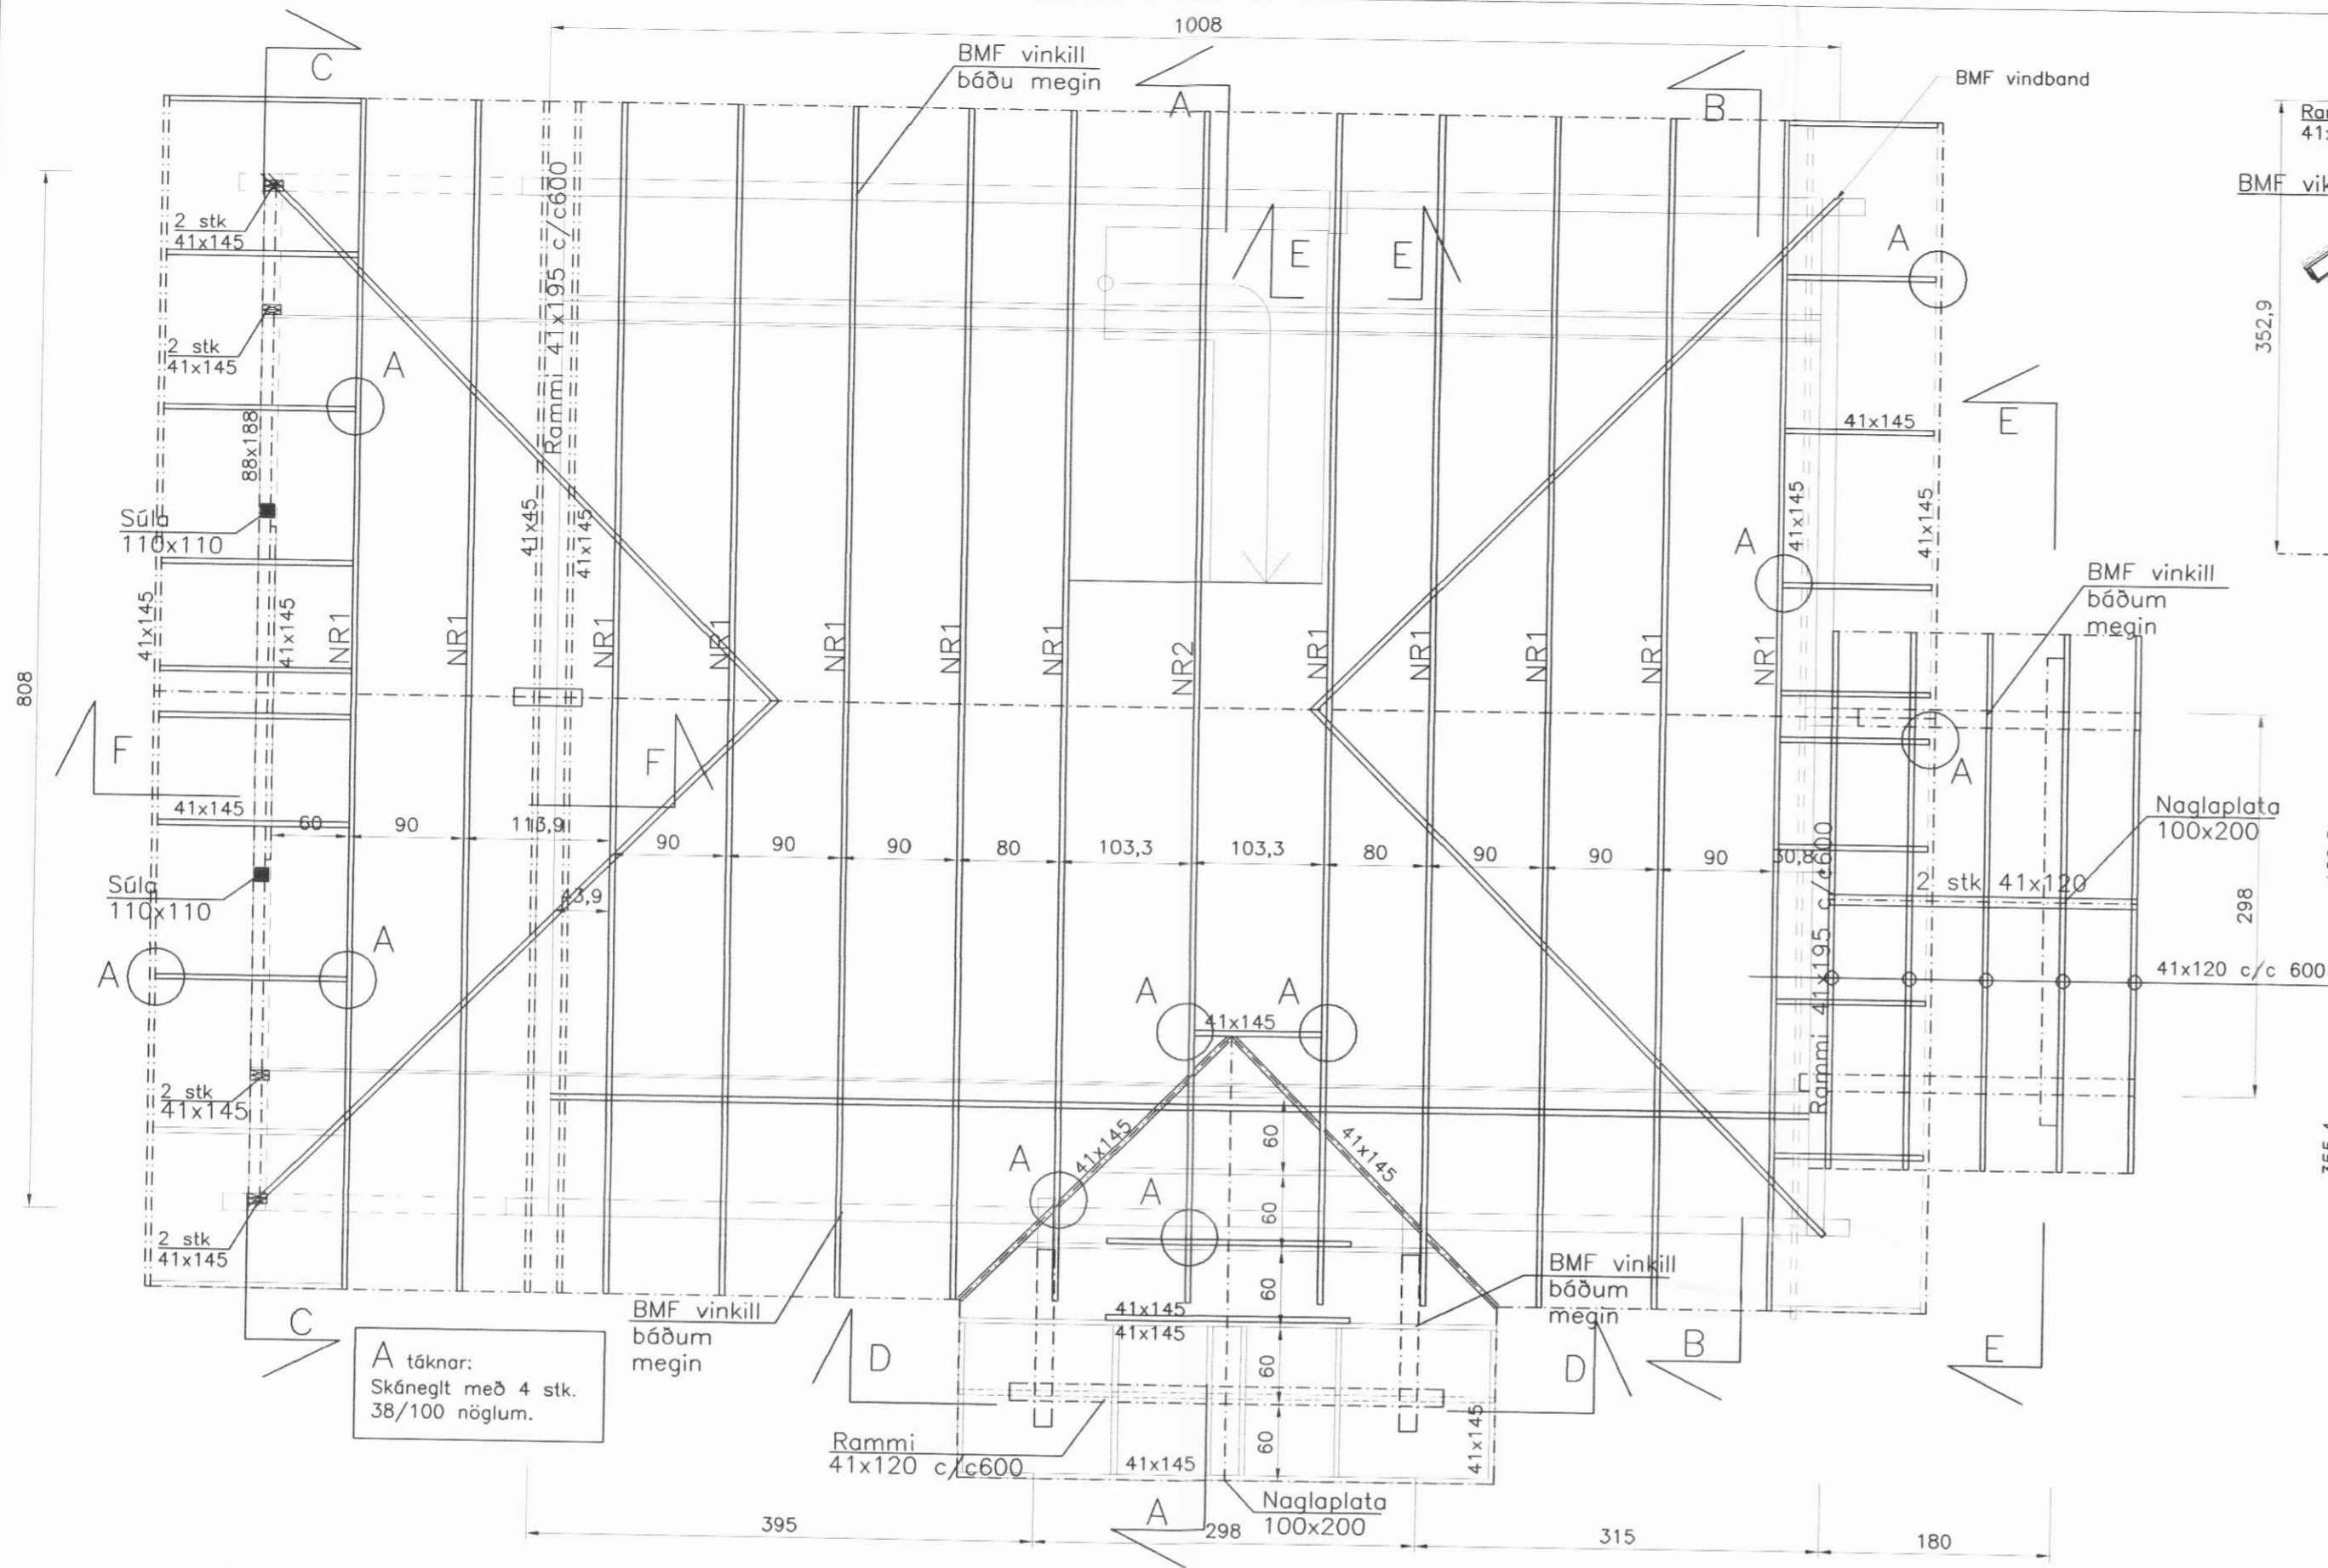 1008
C
BMF vinkill
báðu megin
A
B
BMF vindband
Ra
41
BMF vi
2 stk
41x145
Rammi 41x195 c/c600
E
E
A
2 stk
41x145
A
352,9
88x188
41x145
E
Súla
110x110
41x45
41x145
41x145
41x145
A
BMF vinkill
báðum
megin
41x145
41x145
NR1
NR1
NR1
NR1
NR1
NR1
NR1
NR2
NR1
NR1
NR1
NR1
NR1
808
F
F
A
41x145
60
90
113,9
90
90
90
80
103,3
103,3
80
90
90
90
30,8
Naglaplata
100x200
43,9
2 stk 41x120
298
Súla
110x110
A
A
Rammi 41x195 c/c600
41x120 c/c 600
A
A
41x145
2 stk
41x145
41x145
41x145
60
A
A
60
2 stk
41x145
BMF vinkill
báðum
megin
41x145
41x145
60
BMF vinkill
báðum
megin
C
D
60
D
B
E
A táknar:
Skáneglt með 4 stk.
38/100 nöglum.
Rammi
41x120 c/c600
41x145
60
41x145
Naglaplata
100x200
A
395
298
315
180